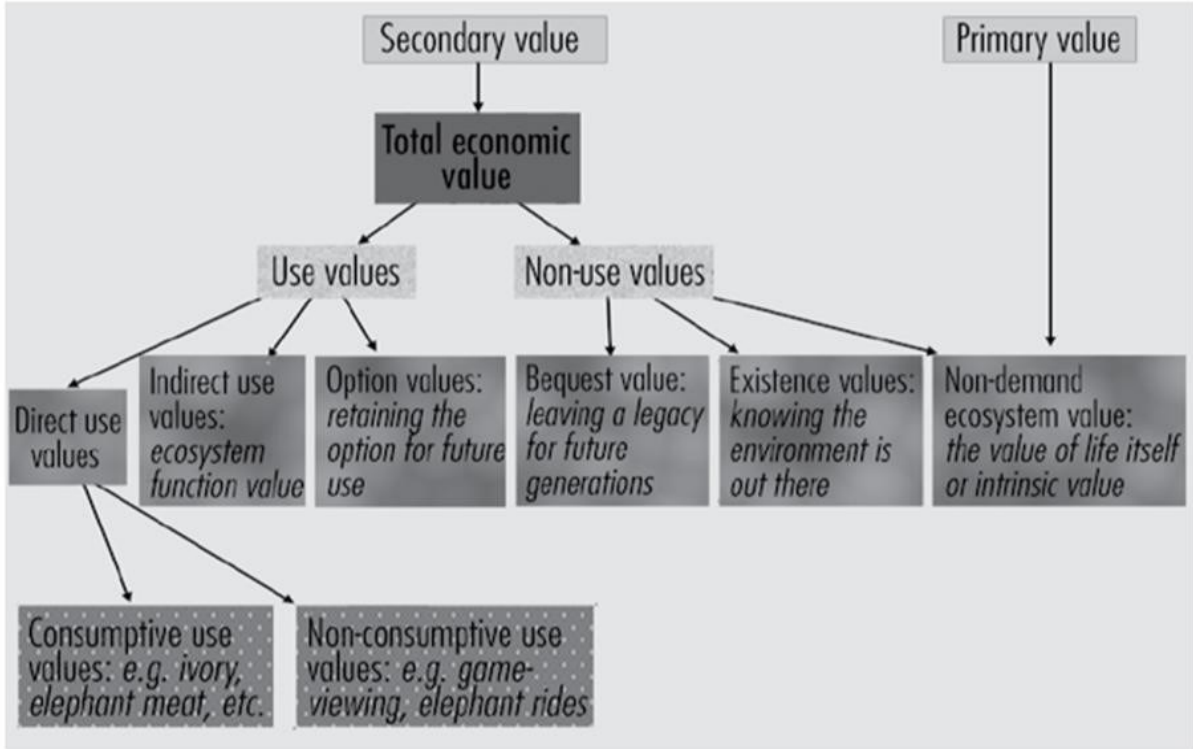 Secondary value
Primary value
Total economic
value
Use values
Non-use values
Direct use
values
Indirect use
values:
ecosystem
function value
Option values:
retaining the
option for future
use
Bequest value:
leaving a legacy
for future
generations
Existence values:
knowing the
environment is
out there
Non-demand
ecosystem value:
the value of life itself
or intrinsic value
Consumptive use
values: e.g. ivory,
elephant meat, etc.
Non-consumptive use
values: e.g. game-
viewing, elephant rides